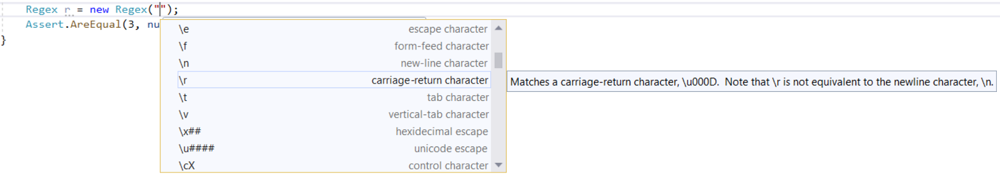 Regex r = new Regex("");
Assert.AreEqual(3, nu
}
\e escape character
\f form-feed character
\n new-line character
\r carriage-return character
Matches a carriage-return character, \u000D.  Note that \r is not equivalent to the newline character, \n.
\t tab character
\v vertical-tab character
\x## hexidecimal escape
\u#### unicode escape
\cX control character